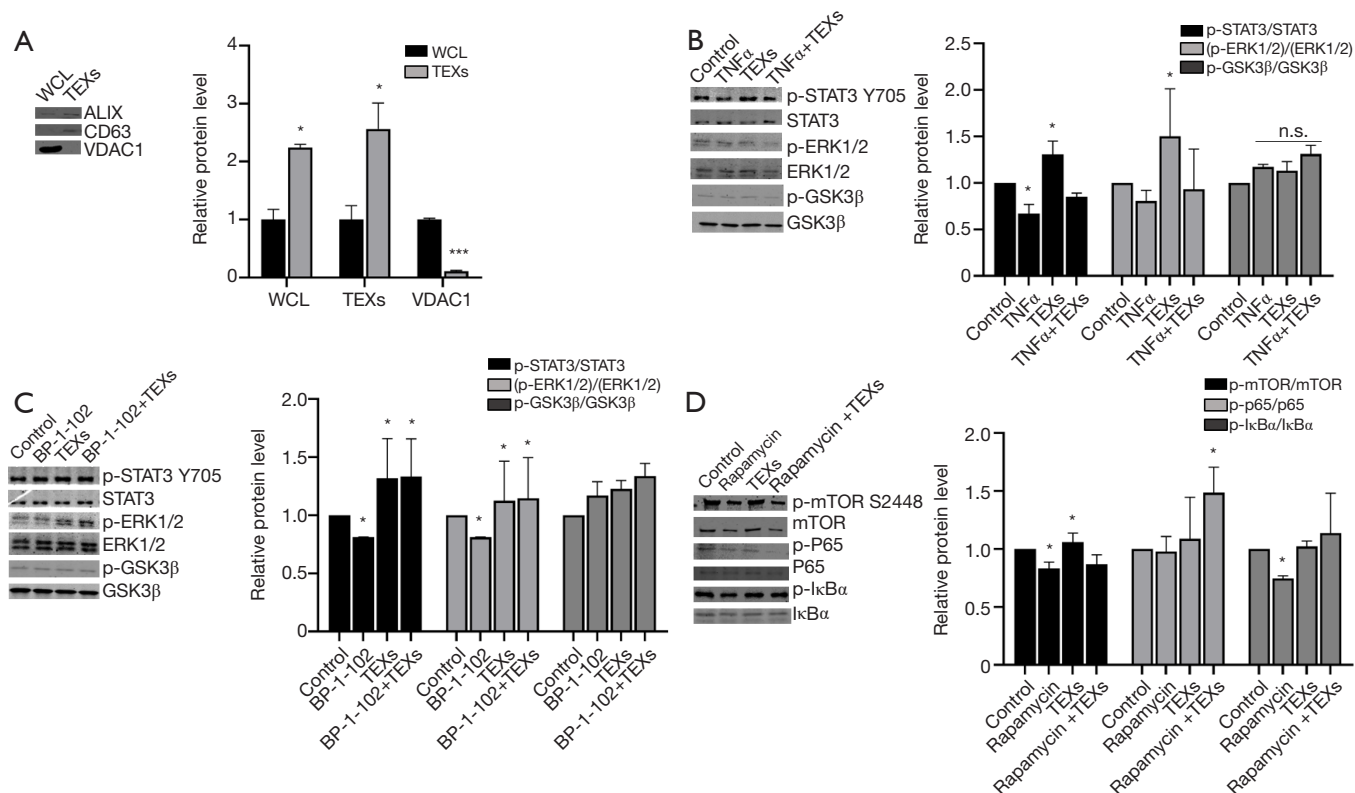 A
WCL
TEXs
ALIX
CD63
VDAC1
Relative protein level
4
3
2
1
0
WCL
TEXs
*
*
***
WCL
TEXs
VDAC1
B
Control
TNFα
TEXs
TNFα+TEXs
p-STAT3 Y705
STAT3
p-ERK1/2
ERK1/2
p-GSK3β
GSK3β
Relative protein level
2.5
2.0
1.5
1.0
0.5
0
p-STAT3/STAT3
(p-ERK1/2)/(ERK1/2)
p-GSK3β/GSK3β
*
*
*
n.s.
Control
TNFα
TEXs
TNFα+TEXs
Control
TNFα
TEXs
TNFα+TEXs
Control
TNFα
TEXs
TNFα+TEXs
C
Control
BP-1-102
TEXs
BP-1-102+TEXs
p-STAT3 Y705
STAT3
p-ERK1/2
ERK1/2
p-GSK3β
GSK3β
Relative protein level
2.0
1.5
1.0
0.5
0
p-STAT3/STAT3
(p-ERK1/2)/(ERK1/2)
p-GSK3β/GSK3β
*
*
*
*
*
*
Control
BP-1-102
TEXs
BP-1-102+TEXs
Control
BP-1-102
TEXs
BP-1-102+TEXs
Control
BP-1-102
TEXs
BP-1-102+TEXs
D
Control
Rapamycin
TEXs
Rapamycin +TEXs
p-mTOR S2448
mTOR
p-P65
P65
p-IκBα
IκBα
Relative protein level
2.0
1.5
1.0
0.5
0
p-mTOR/mTOR
p-p65/p65
p-IκBα/IκBα
*
*
*
*
Control
Rapamycin
TEXs
Rapamycin +TEXs
Control
Rapamycin
TEXs
Rapamycin +TEXs
Control
Rapamycin
TEXs
Rapamycin +TEXs